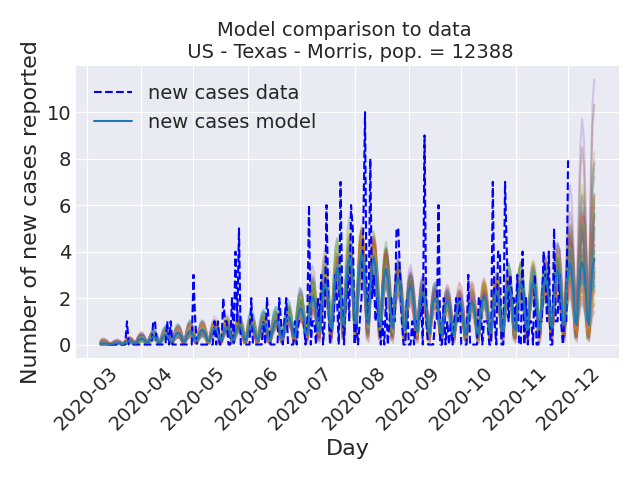 Model comparison to data
US - Texas - Morris, pop. = 12388
Number of new cases reported
new cases data
new cases model
10
8
6
4
2
0
2020-03
2020-04
2020-05
2020-06
2020-07
2020-08
2020-09
2020-10
2020-11
2020-12
Day